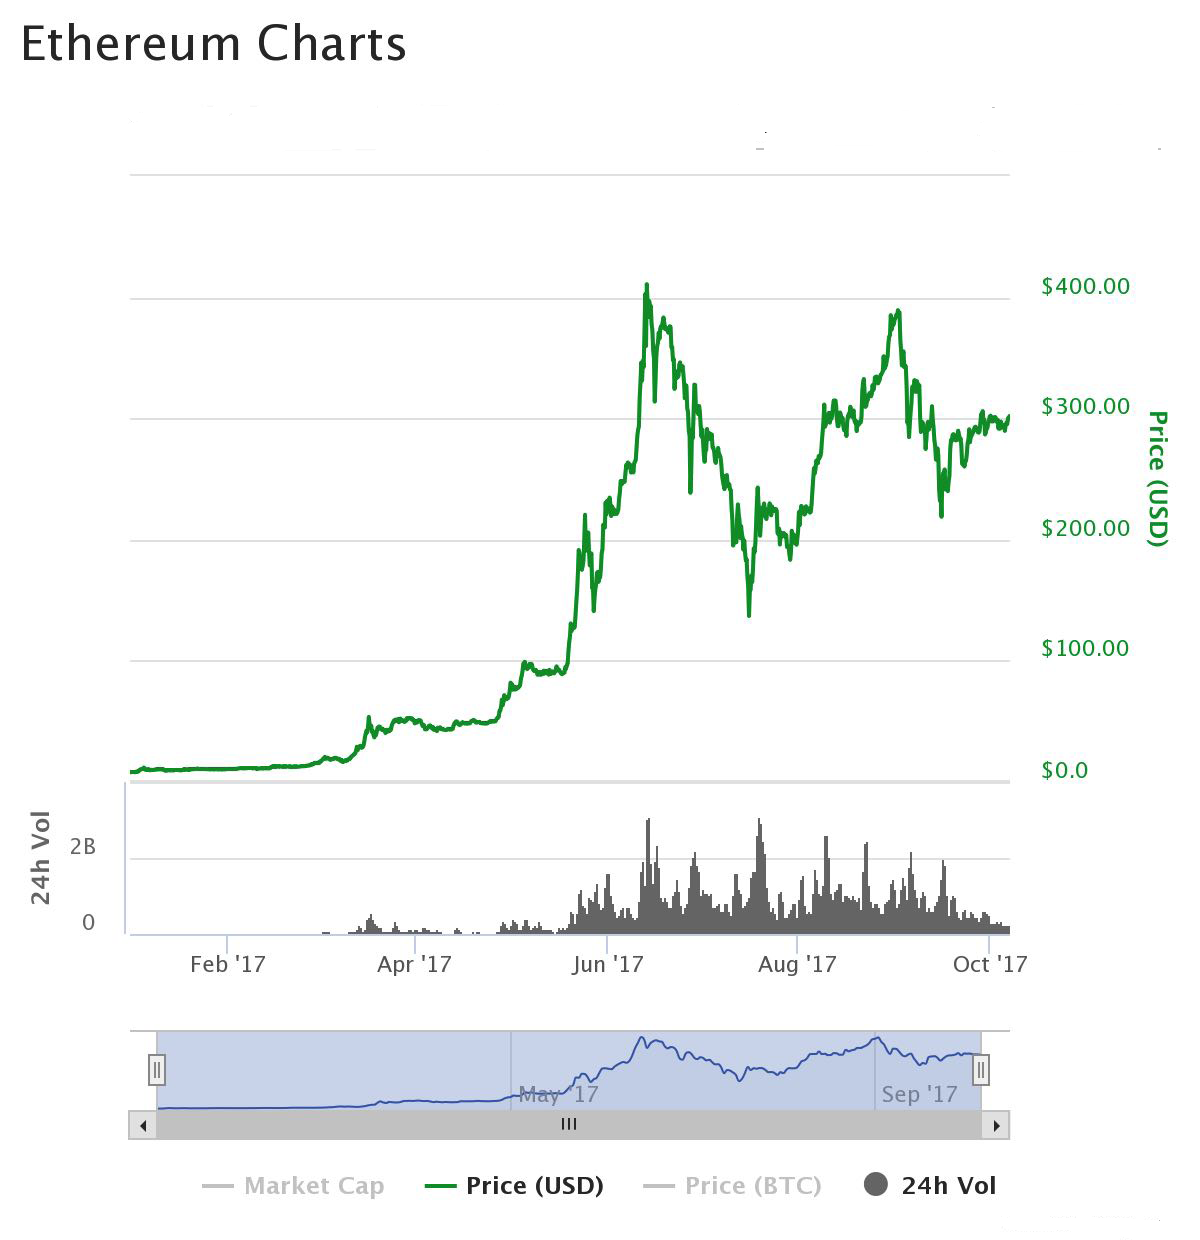 Ethereum Charts
$400.00
$300.00
$200.00
$100.00
$0.0
Price (USD)
24h Vol
2B
0
Feb '17
Apr '17
Jun '17
Aug '17
Oct '17
May '17
Sep '17
Market Cap
Price (USD)
Price (BTC)
24h Vol